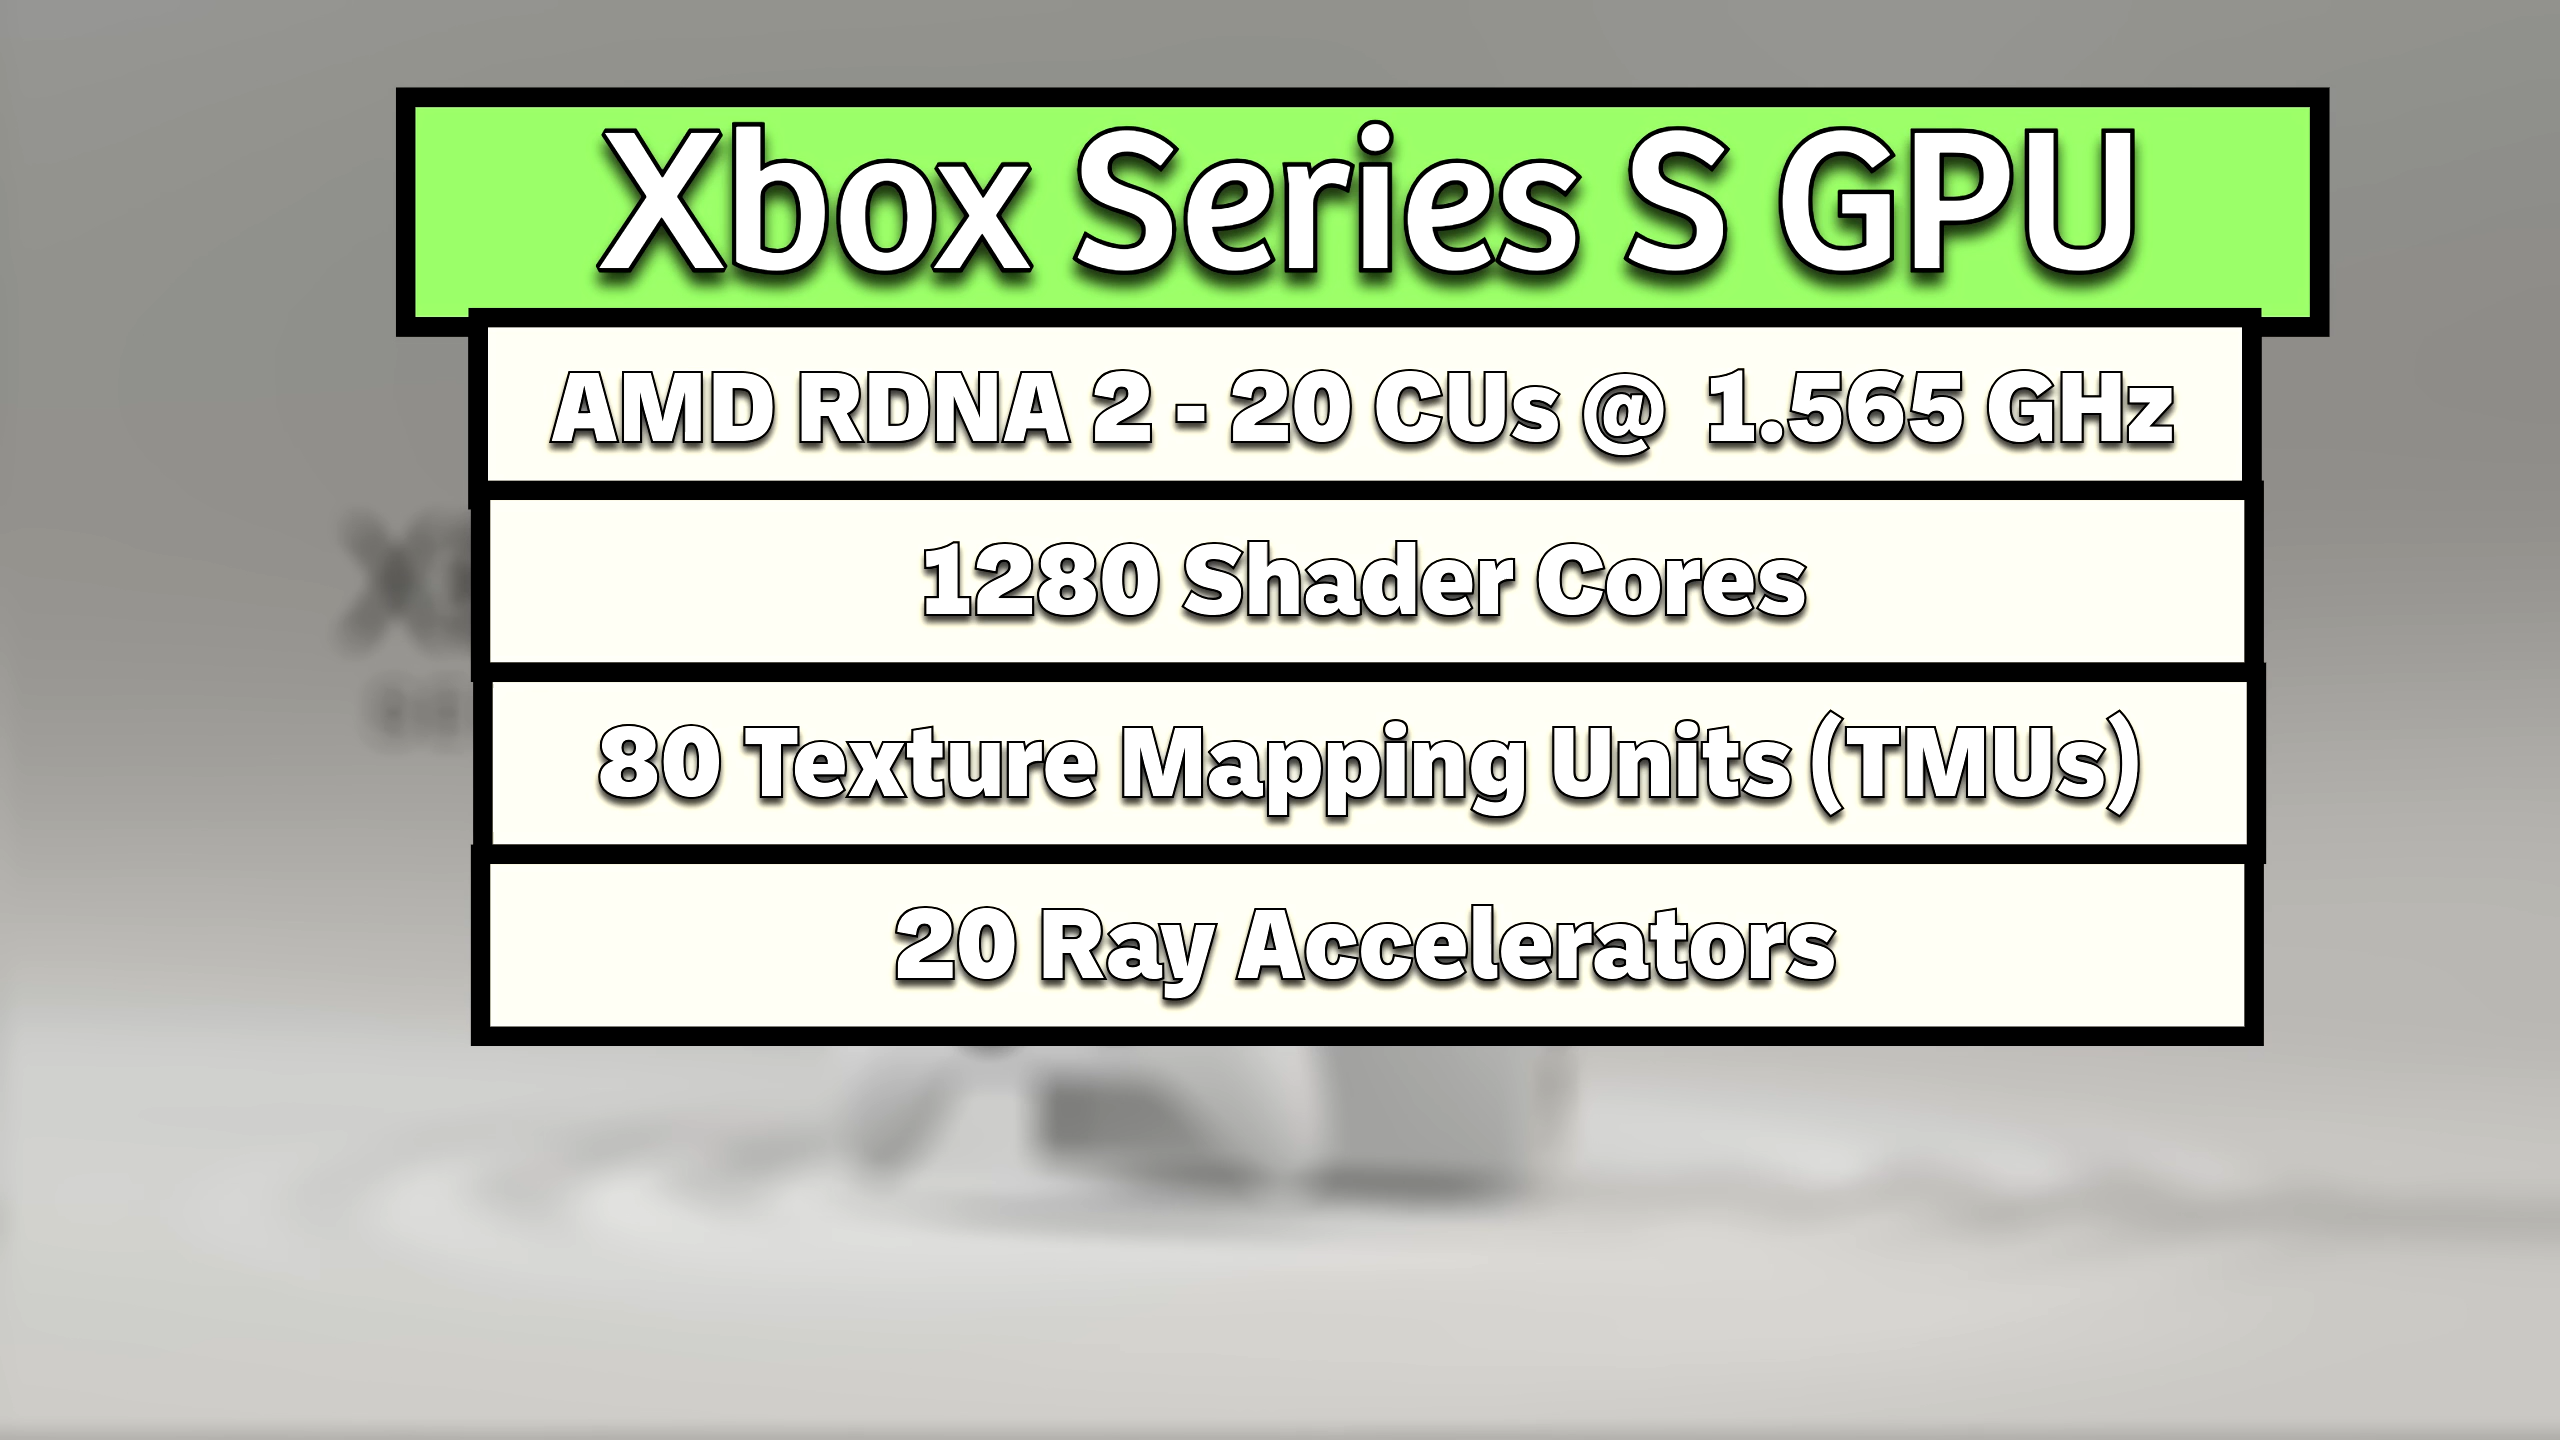 Xbox Series S GPU
AMD RDNA 2 - 20 CUs @ 1.565 GHz
1280 Shader Cores
80 Texture Mapping Units (TMUs)
20 Ray Accelerators